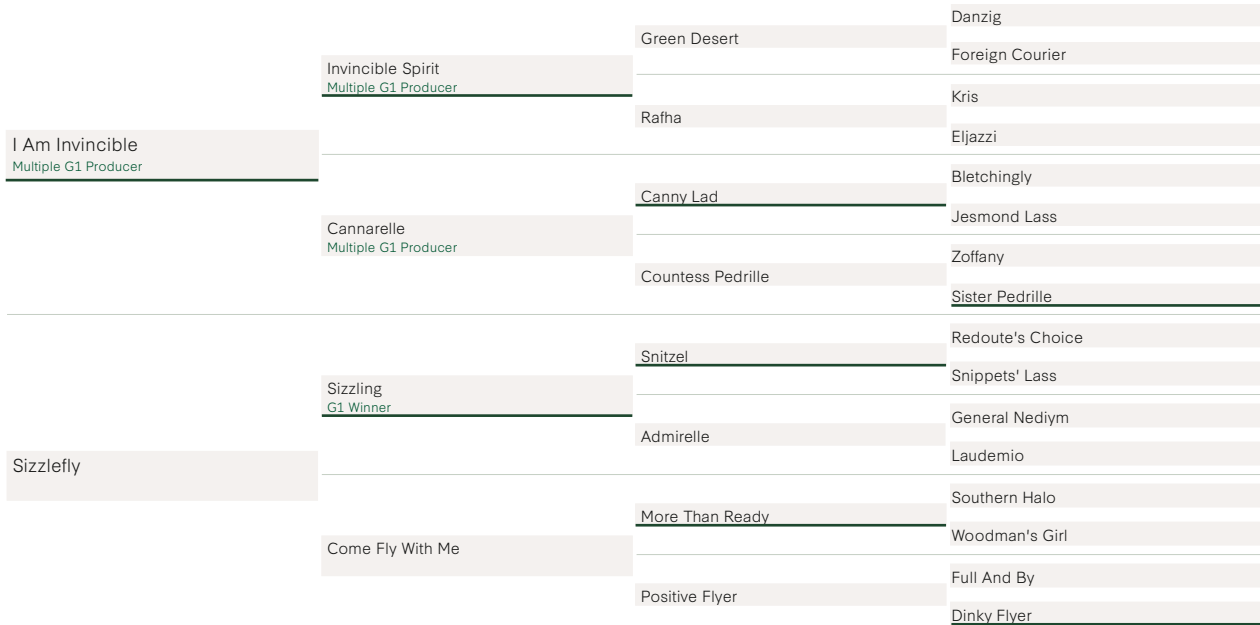 I Am Invincible
Multiple G1 Producer
Sizzlefly
Invincible Spirit
Multiple G1 Producer
Cannarelle
Multiple G1 Producer
Sizzling
G1 Winner
Come Fly With Me
Green Desert
Rafha
Canny Lad
Countess Pedrille
Snitzel
Admirelle
More Than Ready
Positive Flyer
Danzig
Foreign Courier
Kris
Eljazzi
Bletchingly
Jesmond Lass
Zoffany
Sister Pedrille
Redoute's Choice
Snippets' Lass
General Nediym
Laudemio
Southern Halo
Woodman's Girl
Full And By
Dinky Flyer